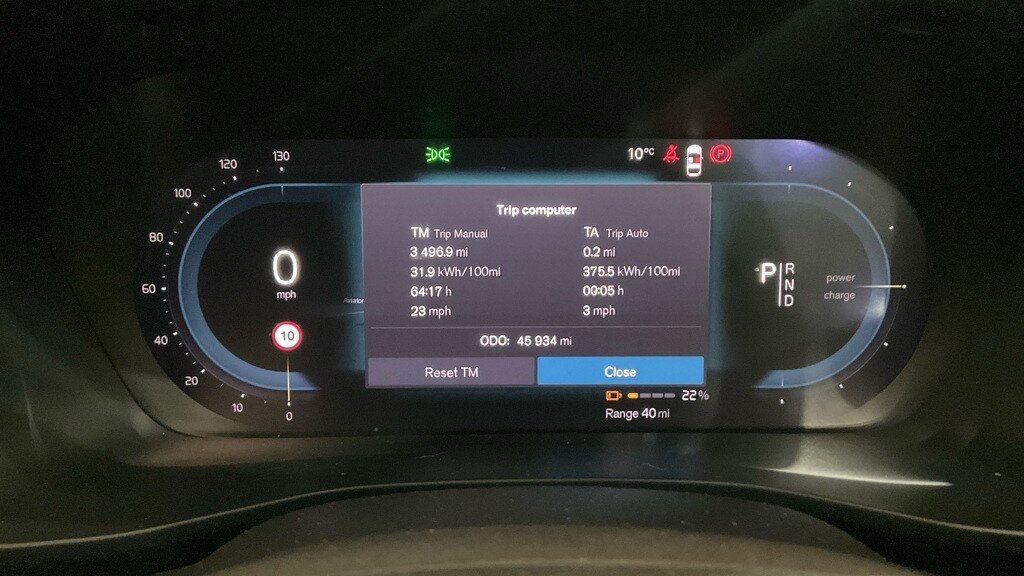 10°C
Trip computer
TM Trip Manual
3 496.9 mi
31.9 kWh/100mi
64:17 h
23 mph
TA Trip Auto
0.2 mi
375.5 kWh/100mi
00:05 h
3 mph
ODO: 45 934 mi
Reset TM
Close
22%
Range 40 mi
130
120
100
80
60
40
20
10
0
0
mph
10
P
R
N
D
power
charge
P